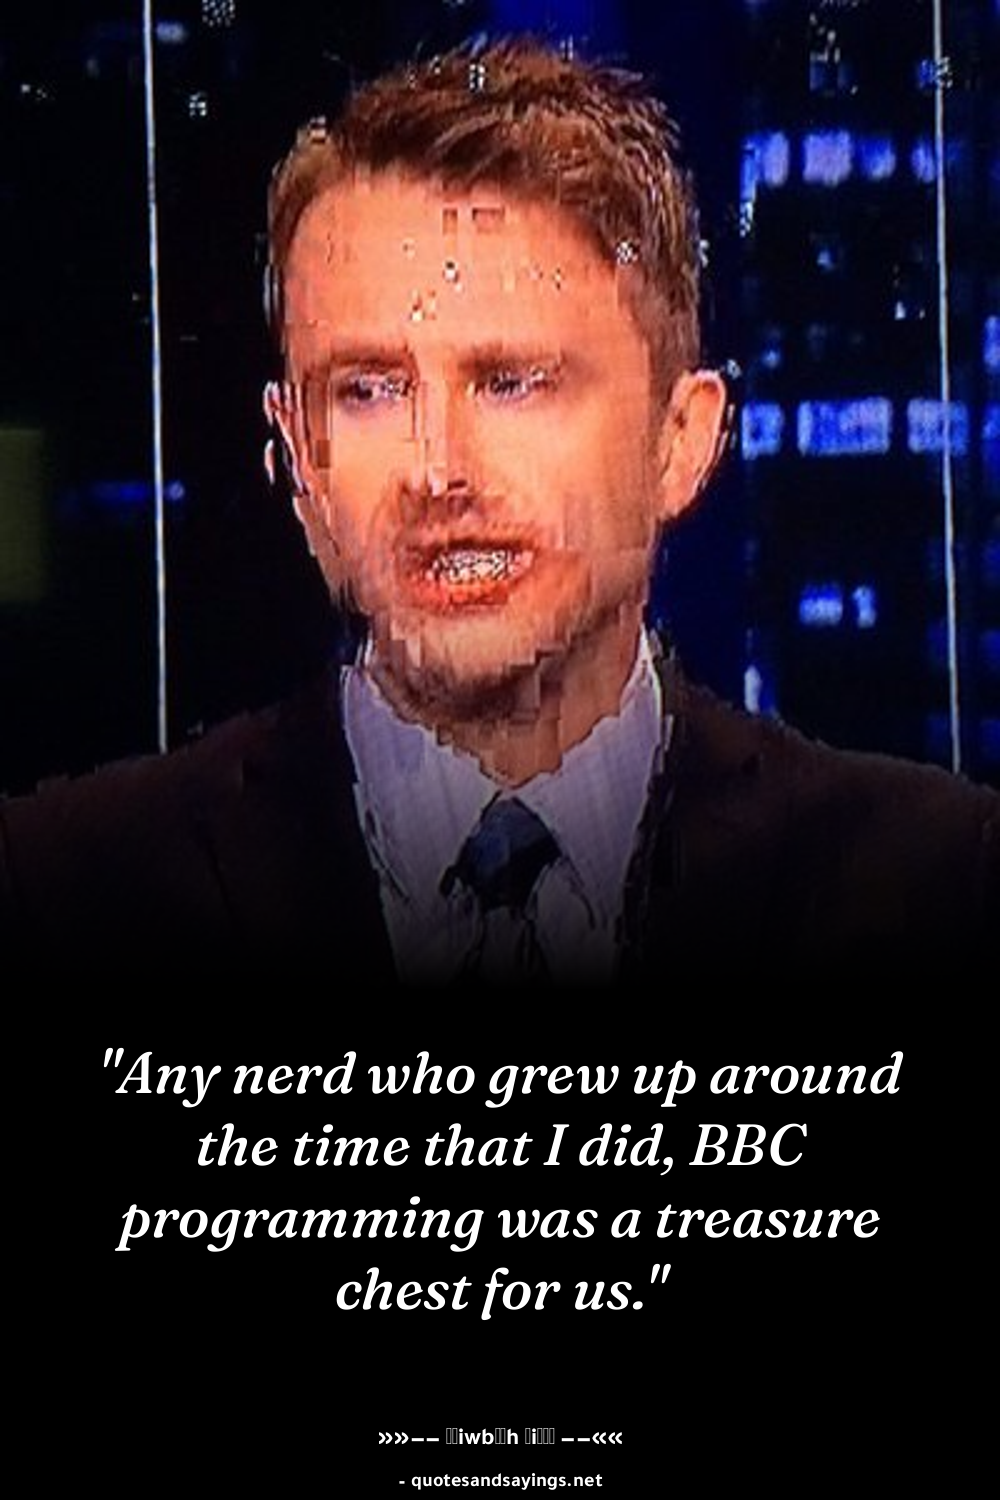 "Any nerd who grew up around
the time that I did, BBC
programming was a treasure
chest for us."
- quotesandsayings.net